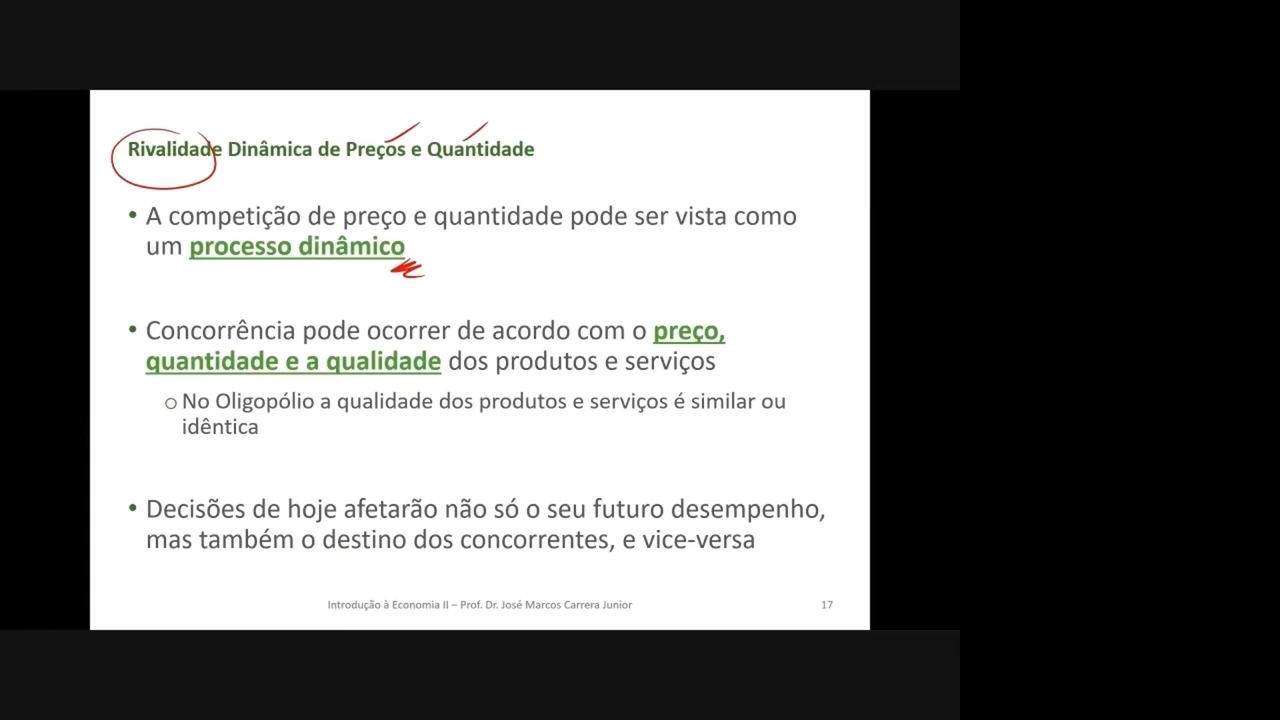 Rivalidade Dinâmica de Preços e Quantidade
• A competição de preço e quantidade pode ser vista como
um processo dinâmico
• Concorrência pode ocorrer de acordo com o preço,
quantidade e a qualidade dos produtos e serviços
o No Oligopólio a qualidade dos produtos e serviços é similar ou
idêntica
• Decisões de hoje afetarão não só o seu futuro desempenho,
mas também o destino dos concorrentes, e vice-versa
Introdução à Economia II – Prof. Dr. José Marcos Carrera Junior
17